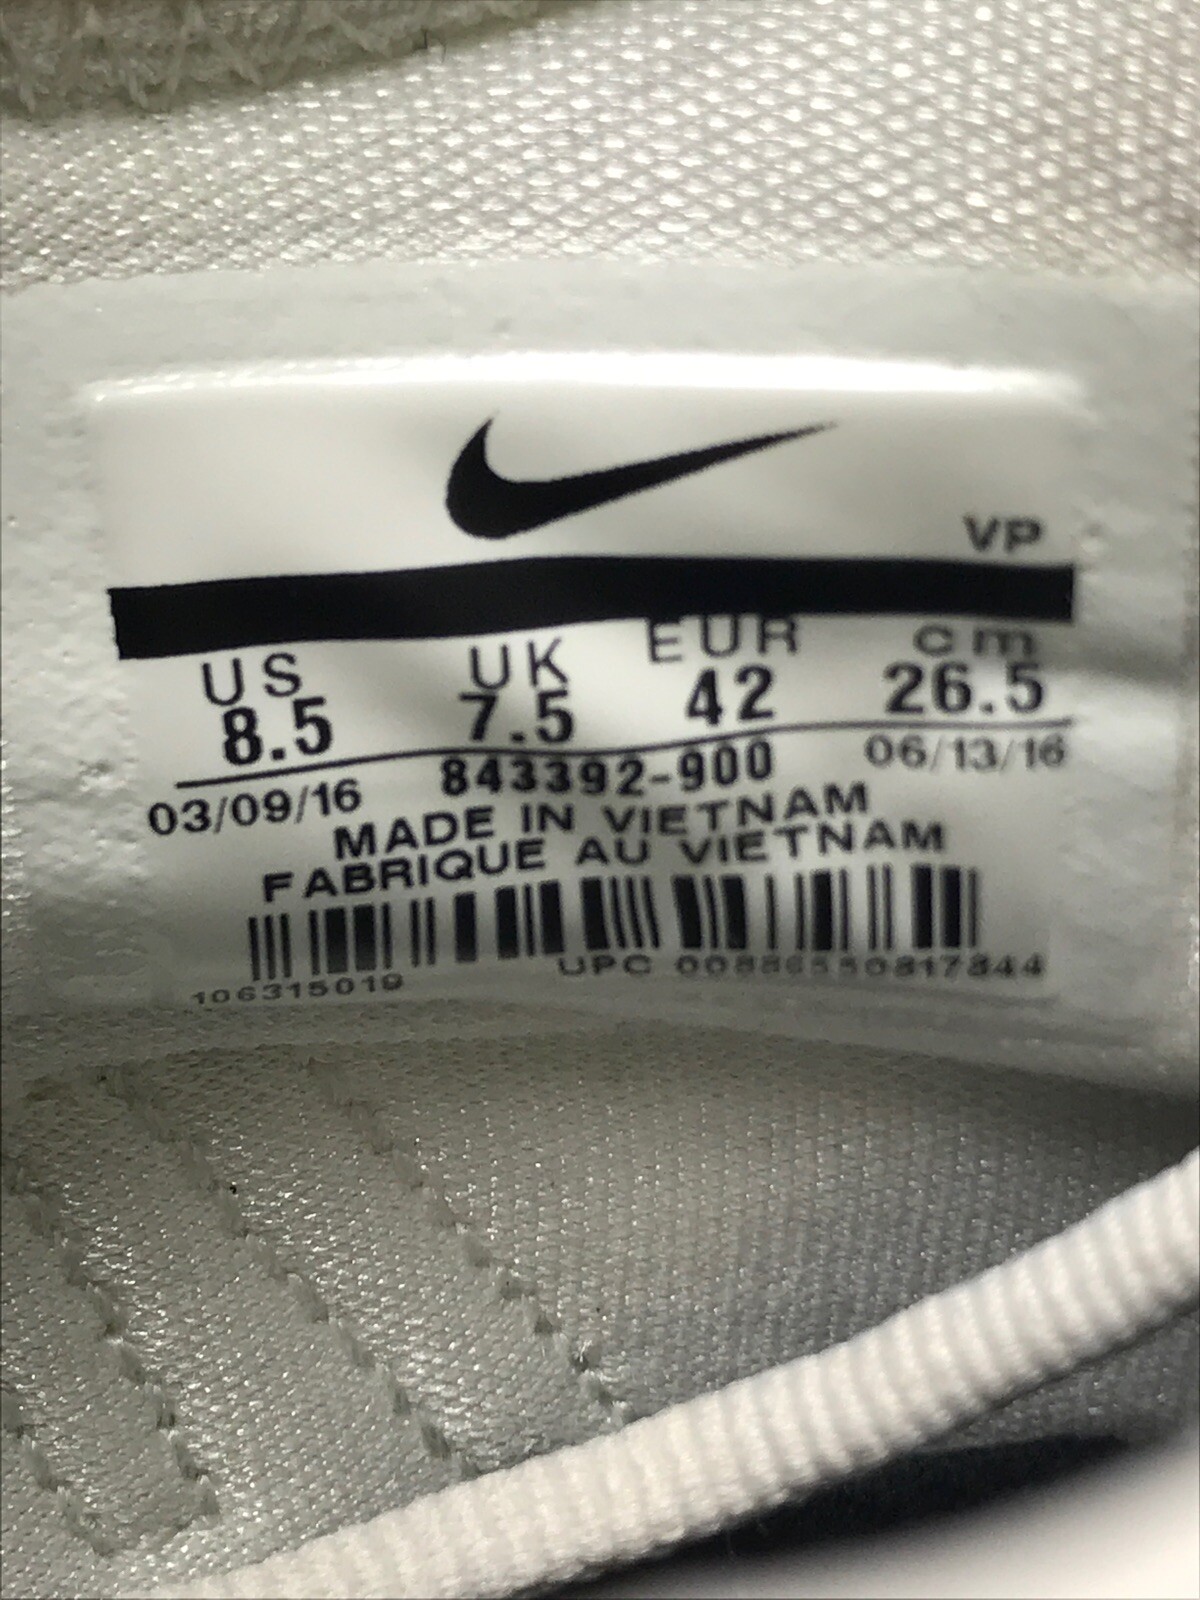 VP
US UK EUR cm
8.5 7.5 42 26.5
03/09/16 843392-900 06/13/16
MADE IN VIETNAM
FABRIQUE AU VIETNAM
106315019 UPC 00886550817844